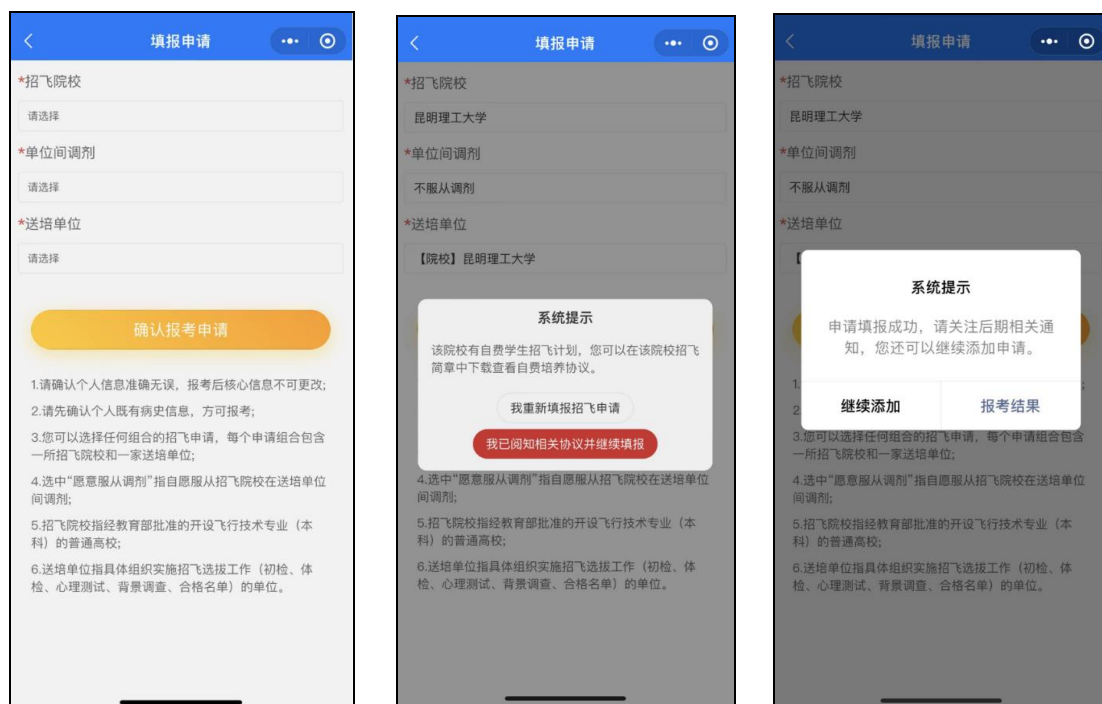 填报申请
*招飞院校
请选择
*单位间调剂
请选择
*送培单位
请选择
确认报考申请
1.请确认个人信息准确无误，报考后核心信息不可更改;
2.请先确认个人既有病史信息，方可报考;
3.您可以选择任何组合的招飞申请，每个申请组合包含
一所招飞院校和一家送培单位;
4.选中“愿意服从调剂”指自愿服从招飞院校在送培单位
间调剂;
5.招飞院校指经教育部批准的开设飞行技术专业（本
科）的普通高校;
6.送培单位指具体组织实施招飞选拔工作（初检、体
检、心理测试、背景调查、合格名单）的单位。
填报申请
*招飞院校
昆明理工大学
*单位间调剂
不服从调剂
*送培单位
【院校】昆明理工大学
系统提示
该院校有自费学生招飞计划，您可以在该院校招飞
简章中下载查看自费培养协议。
我重新填报招飞申请
我已阅知相关协议并继续填报
4.选中“愿意服从调剂”指自愿服从招飞院校在送培单位
间调剂;
5.招飞院校指经教育部批准的开设飞行技术专业（本
科）的普通高校;
6.送培单位指具体组织实施招飞选拔工作（初检、体
检、心理测试、背景调查、合格名单）的单位。
填报申请
*招飞院校
昆明理工大学
*单位间调剂
不服从调剂
*送培单位
【
系统提示
申请填报成功，请关注后期相关通
知，您还可以继续添加申请。
继续添加
报考结果
1.
2
3.您可以选择任何组合的招飞申请，每个申请组合包含
一所招飞院校和一家送培单位;
4.选中“愿意服从调剂”指自愿服从招飞院校在送培单位
间调剂;
5.招飞院校指经教育部批准的开设飞行技术专业（本
科）的普通高校;
6.送培单位指具体组织实施招飞选拔工作（初检、体
检、心理测试、背景调查、合格名单）的单位。